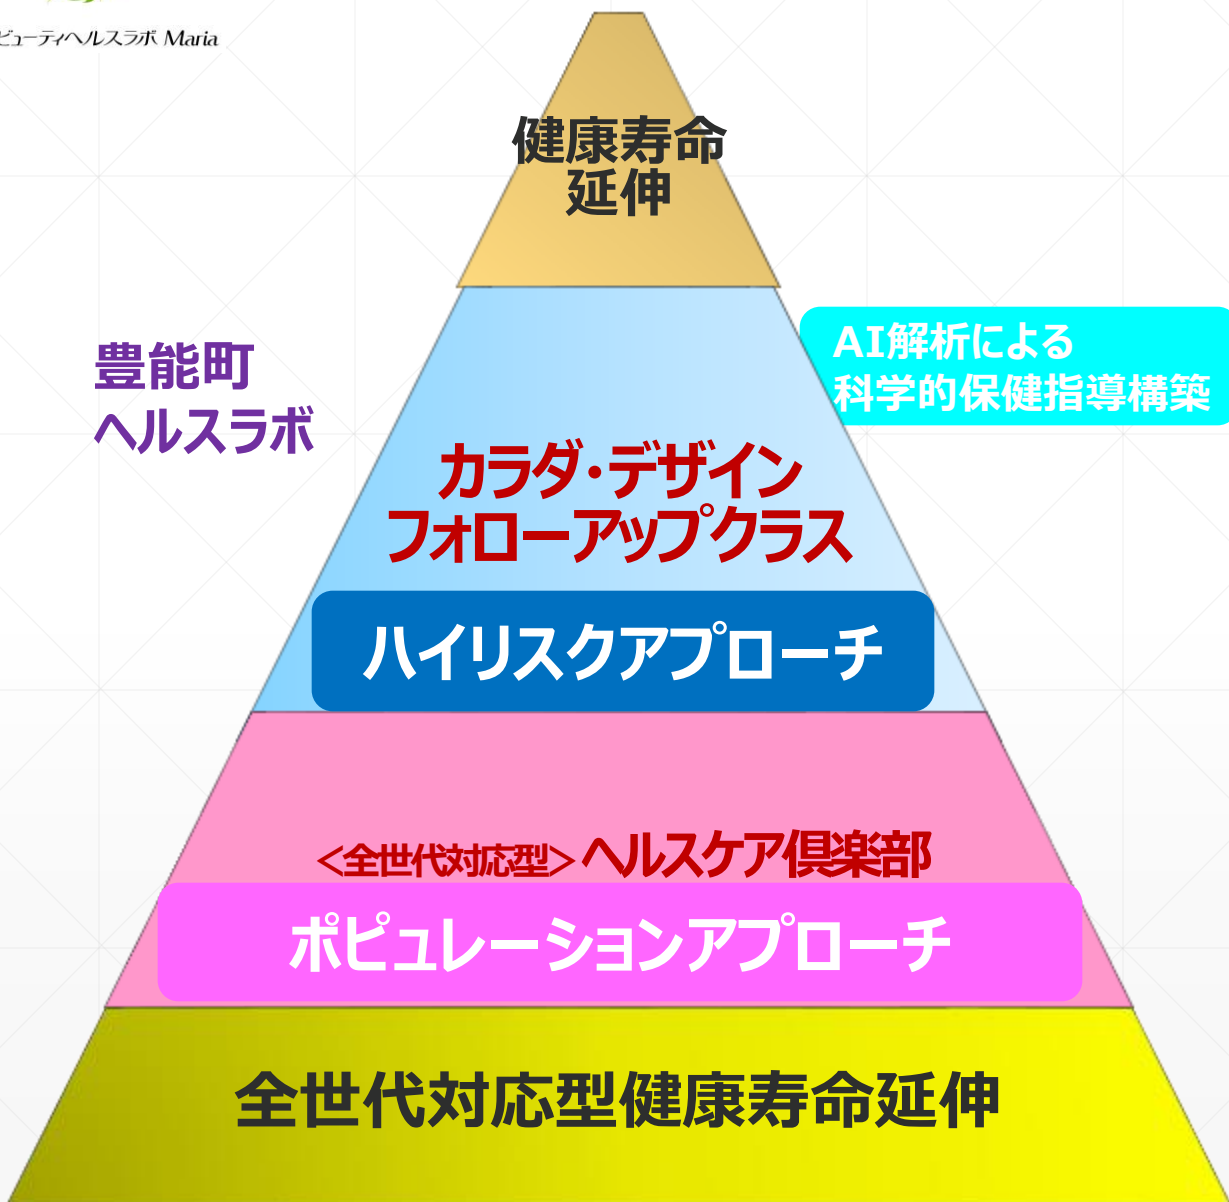 ビューティヘルスラボ Maria
健康寿命
延伸
豊能町
ヘルスラボ
AI解析による
科学的保健指導構築
カラダ・デザイン
フォローアップクラス
ハイリスクアプローチ
<全世代対応型>ヘルスケア倶楽部
ポピュレーションアプローチ
全世代対応型健康寿命延伸